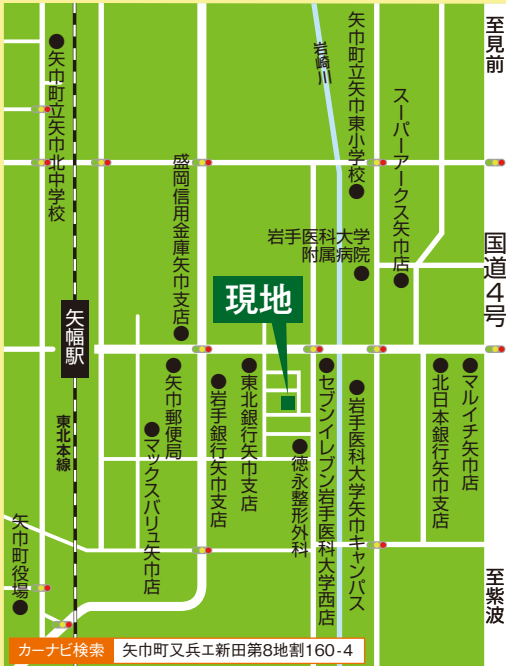 至見前
岩崎川
矢巾町立矢巾東小学校
スーパーアークス矢巾店
矢巾町立矢巾北中学校
盛岡信用金庫矢巾支店
岩手医科大学
附属病院
国道4号
現地
矢幅駅
東北本線
矢巾郵便局
マックスバリュ矢巾店
岩手銀行矢巾支店
東北銀行矢巾支店
徳永整形外科
セブンイレブン岩手医科大学西店
岩手医科大学矢巾キャンパス
北日本銀行矢巾支店
マルイチ矢巾店
矢巾町役場
至紫波
カーナビ検索 矢巾町又兵エ新田第8地割160-4